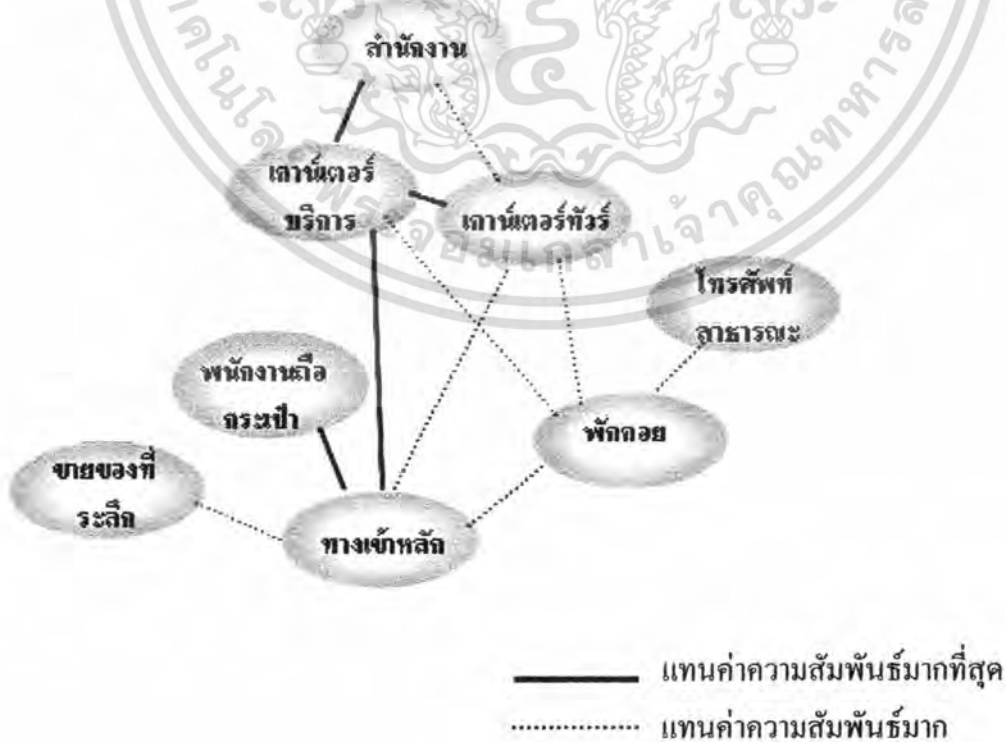 สำนักงาน
เคาน์เตอร์
บริการ
เคาน์เตอร์ทัวร์
โทรศัพท์
สาธารณะ
พนักงานถือ
กระเป๋า
พักคอย
ขายของที่
ระลึก
ทางเข้าหลัก
แทนค่าความสัมพันธ์มากที่สุด
แทนค่าความสัมพันธ์มาก